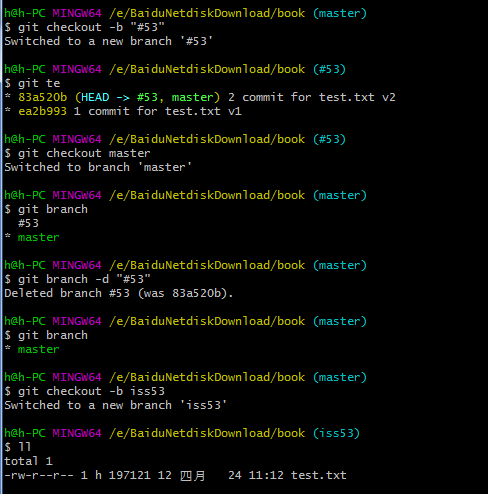 h@h-PC MINGW64 /e/BaiduNetdiskDownload/book (master)
$ git checkout -b "#53"
Switched to a new branch '#53'
h@h-PC MINGW64 /e/BaiduNetdiskDownload/book (#53)
$ git te
* 83a520b (HEAD -> #53, master) 2 commit for test.txt v2
* ea2b993 1 commit for test.txt v1
h@h-PC MINGW64 /e/BaiduNetdiskDownload/book (#53)
$ git checkout master
Switched to branch 'master'
h@h-PC MINGW64 /e/BaiduNetdiskDownload/book (master)
$ git branch
  #53
* master
h@h-PC MINGW64 /e/BaiduNetdiskDownload/book (master)
$ git branch -d "#53"
Deleted branch #53 (was 83a520b).
h@h-PC MINGW64 /e/BaiduNetdiskDownload/book (master)
$ git branch
* master
h@h-PC MINGW64 /e/BaiduNetdiskDownload/book (master)
$ git checkout -b iss53
Switched to a new branch 'iss53'
h@h-PC MINGW64 /e/BaiduNetdiskDownload/book (iss53)
$ ll
total 1
-rw-r--r-- 1 h 197121 12 四月   24 11:12 test.txt